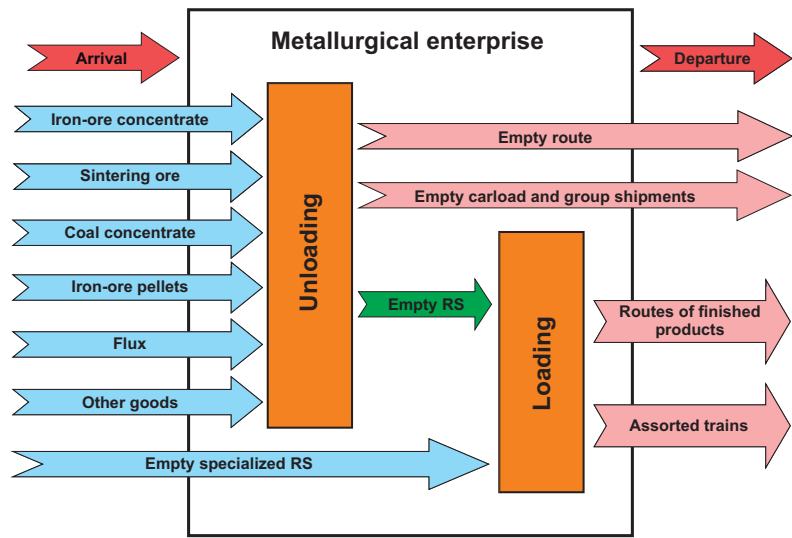 Metallurgical enterprise
Arrival
Departure
Iron-ore concentrate
Sintering ore
Coal concentrate
Iron-ore pellets
Flux
Other goods
Empty specialized RS
Unloading
Empty route
Empty carload and group shipments
Empty RS
Loading
Routes of finished
products
Assorted trains